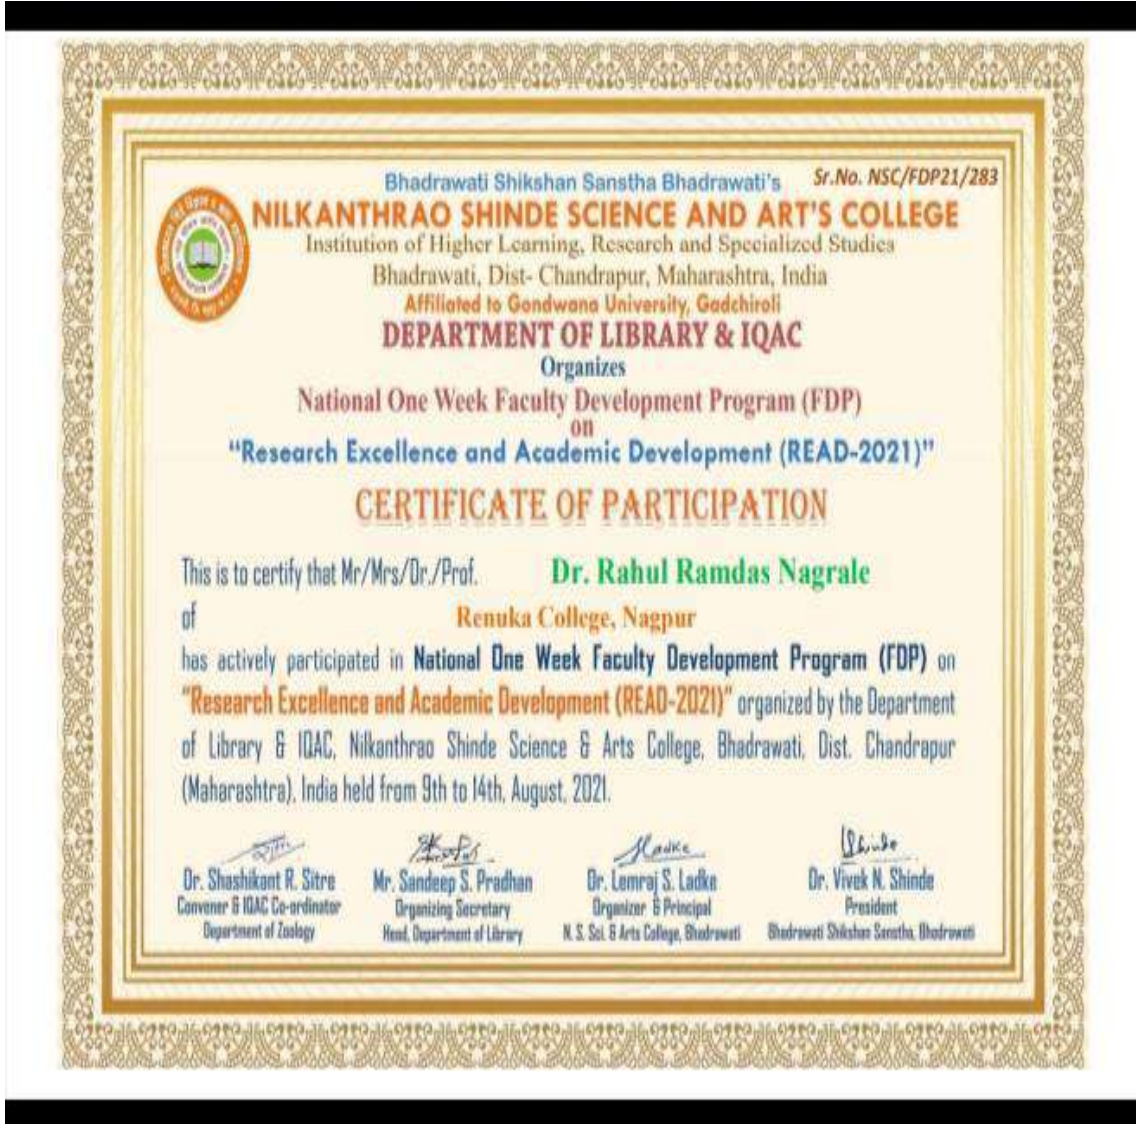 Bhadrawati Shikshan Sanstha Bhadrawati's
Sr.No. NSC/FDP21/283
NILKANTHRAO SHINDE SCIENCE AND ART'S COLLEGE
Institution of Higher Learning, Research and Specialized Studies
Bhadrawati, Dist- Chandrapur, Maharashtra, India
Affiliated to Gondwana University, Gadchiroli
DEPARTMENT OF LIBRARY & IQAC
Organizes
National One Week Faculty Development Program (FDP)
on
“Research Excellence and Academic Development (READ-2021)”
CERTIFICATE OF PARTICIPATION
This is to certify that Mr/Mrs/Dr./Prof. Dr. Rahul Ramdas Nagrale
of Renuka College, Nagpur
has actively participated in National One Week Faculty Development Program (FDP) on
"Research Excellence and Academic Development (READ-2021)" organized by the Department
of Library & IQAC, Nilkanthrao Shinde Science & Arts College, Bhadrawati, Dist. Chandrapur
(Maharashtra), India held from 9th to 14th, August, 2021.
Dr. Shashikant R. Sitre
Convener & IQAC Co-ordinator
Department of Zoology
Mr. Sandeep S. Pradhan
Organizing Secretary
Head, Department of Library
Ladke
Dr. Lemraj S. Ladke
Organizer & Principal
N. S. Sci. & Arts College, Bhadrawati
Shinde
Dr. Vivek N. Shinde
President
Bhadrawati Shikshan Sanstha, Bhadrawati